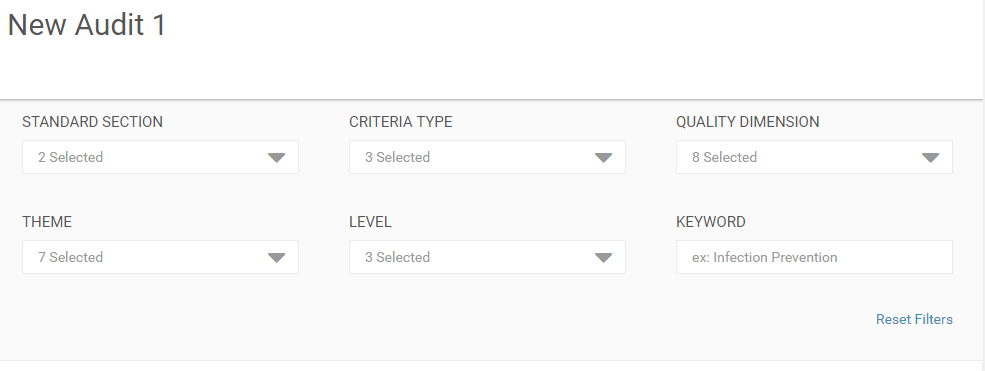 New Audit 1
STANDARD SECTION
CRITERIA TYPE
QUALITY DIMENSION
2 Selected
3 Selected
8 Selected
THEME
LEVEL
KEYWORD
7 Selected
3 Selected
ex: Infection Prevention
Reset Filters